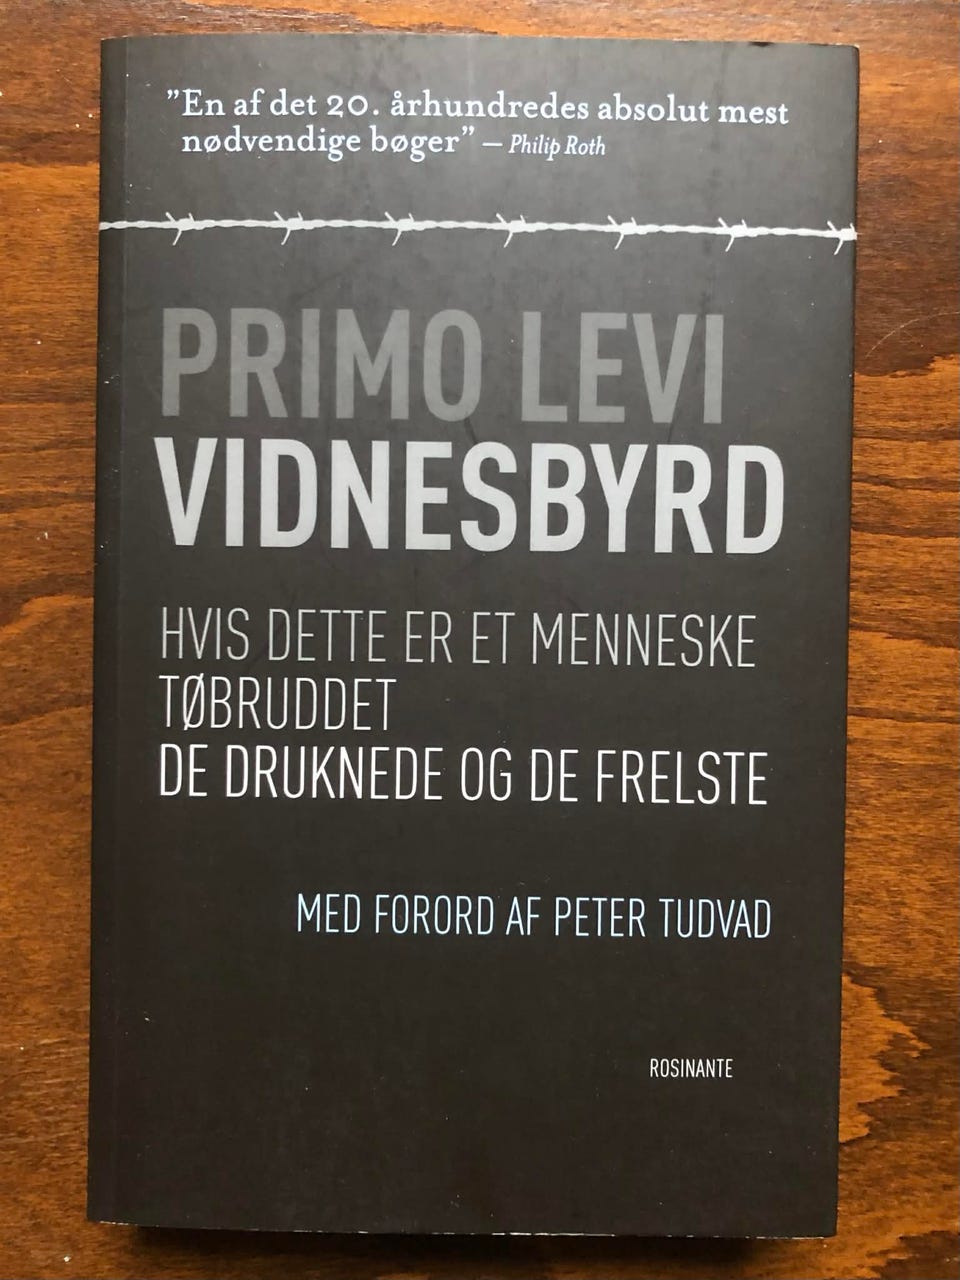 ”En af det 20. århundredes absolut mest
nødvendige bøger” – Philip Roth
PRIMO LEVI
VIDNESBYRD
HVIS DETTE ER ET MENNESKE
TØBRUDDET
DE DRUKNEDE OG DE FRELSTE
MED FORORD AF PETER TUDVAD
ROSINANTE